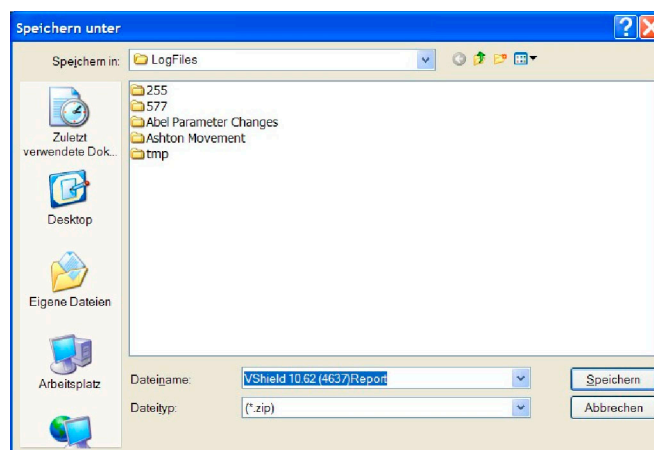 Speichern unter
Speichern in:
LogFiles
255
577
Abel Parameter Changes
Ashton Movement
tmp
Zuletzt
verwendete Dok...
Desktop
Eigene Dateien
Arbeitsplatz
Dateiname:
VShield 10.62 (4637)Report
Speichern
Dateityp:
(*.zip)
Abbrechen